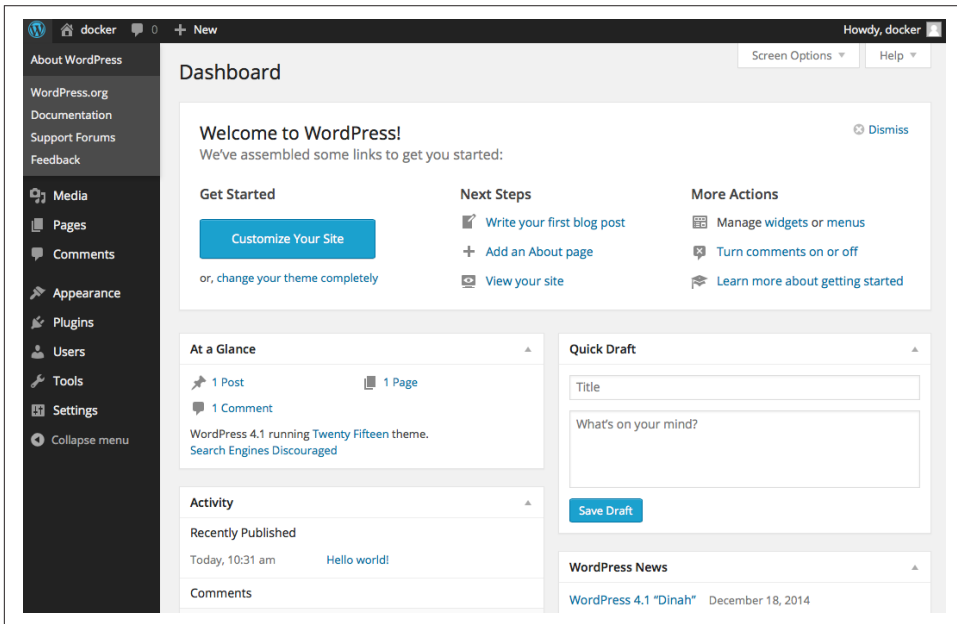 docker 0 + New Howdy, docker
About WordPress
WordPress.org
Documentation
Support Forums
Feedback
Media
Pages
Comments
Appearance
Plugins
Users
Tools
Settings
Collapse menu
Screen Options Help
Dashboard
Welcome to WordPress!
Dismiss
We've assembled some links to get you started:
Get Started
Customize Your Site
or, change your theme completely
Next Steps
Write your first blog post
Add an About page
View your site
More Actions
Manage widgets or menus
Turn comments on or off
Learn more about getting started
At a Glance
1 Post 1 Page
1 Comment
WordPress 4.1 running Twenty Fifteen theme.
Search Engines Discouraged
Activity
Recently Published
Today, 10:31 am Hello world!
Comments
Quick Draft
Title
What's on your mind?
Save Draft
WordPress News
WordPress 4.1 “Dinah” December 18, 2014